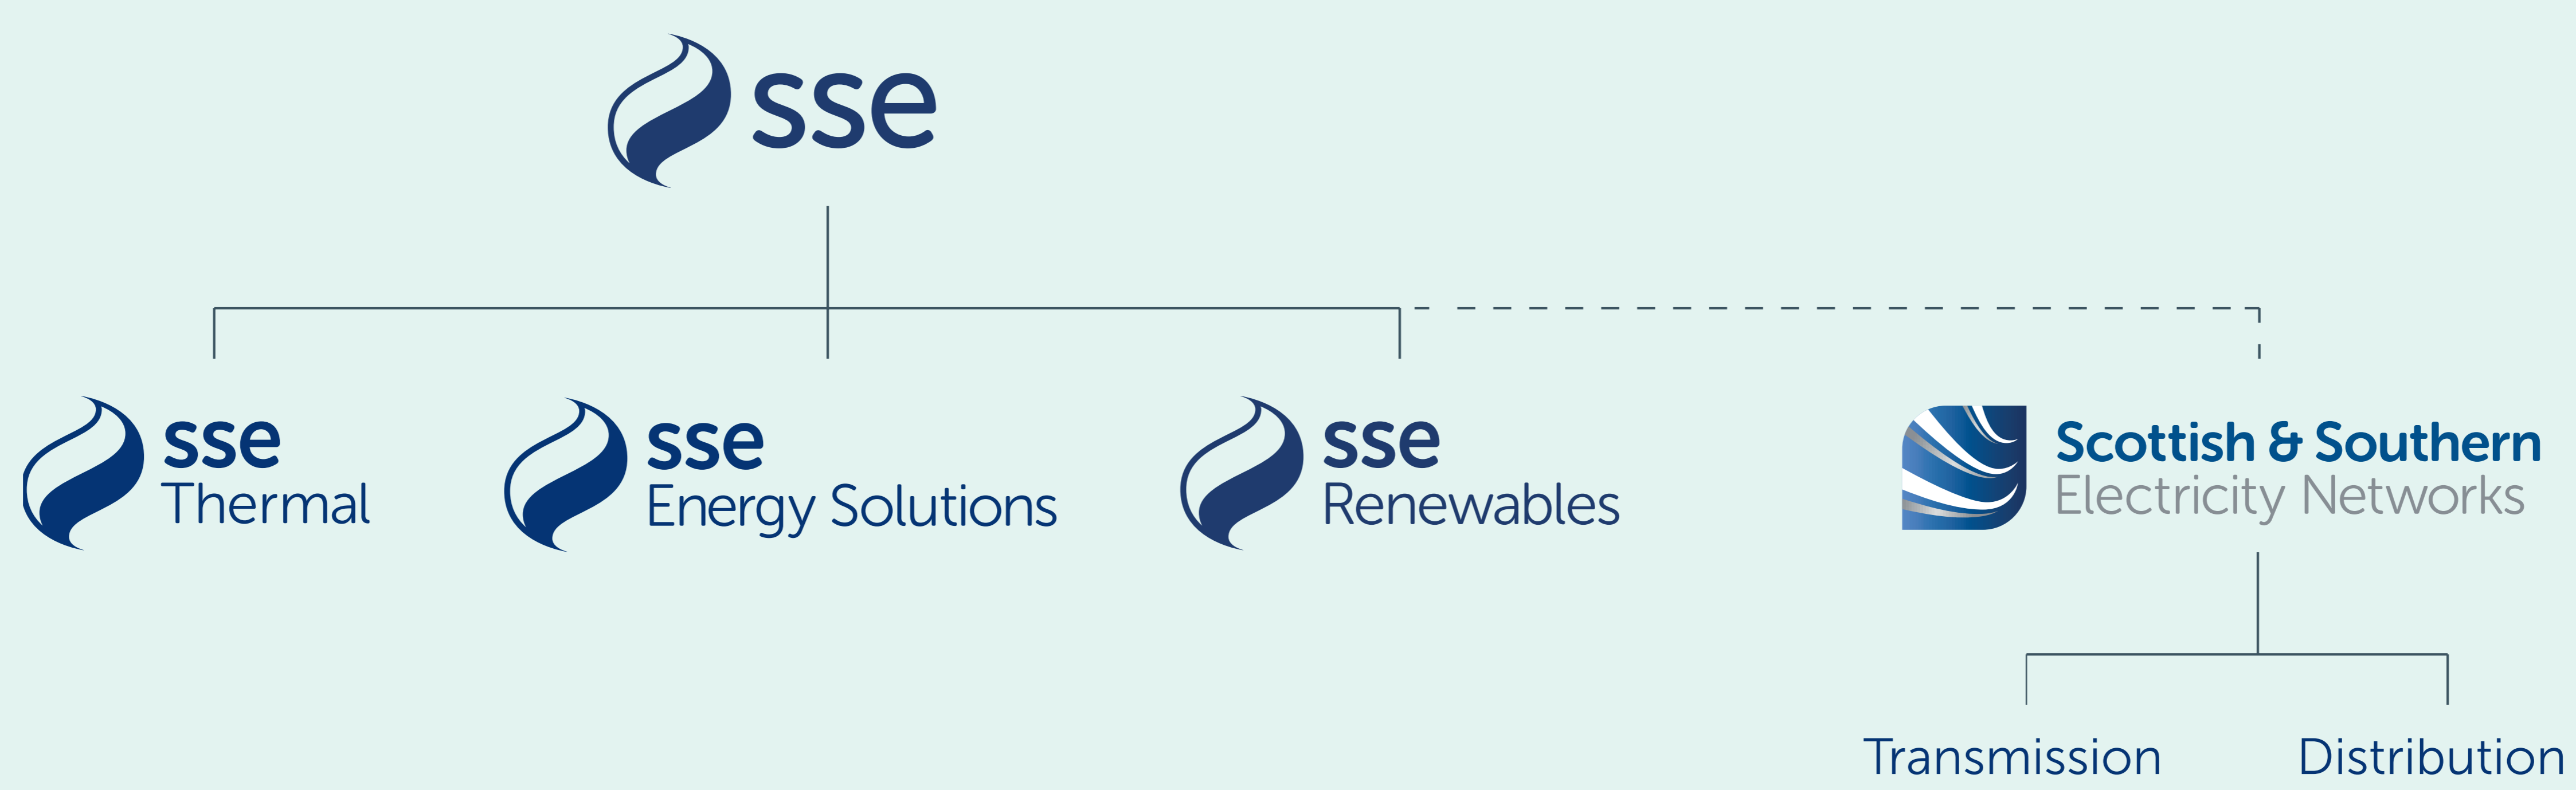 sse
sse
Thermal
sse
Energy Solutions
sse
Renewables
Scottish & Southern
Electricity Networks
Transmission
Distribution